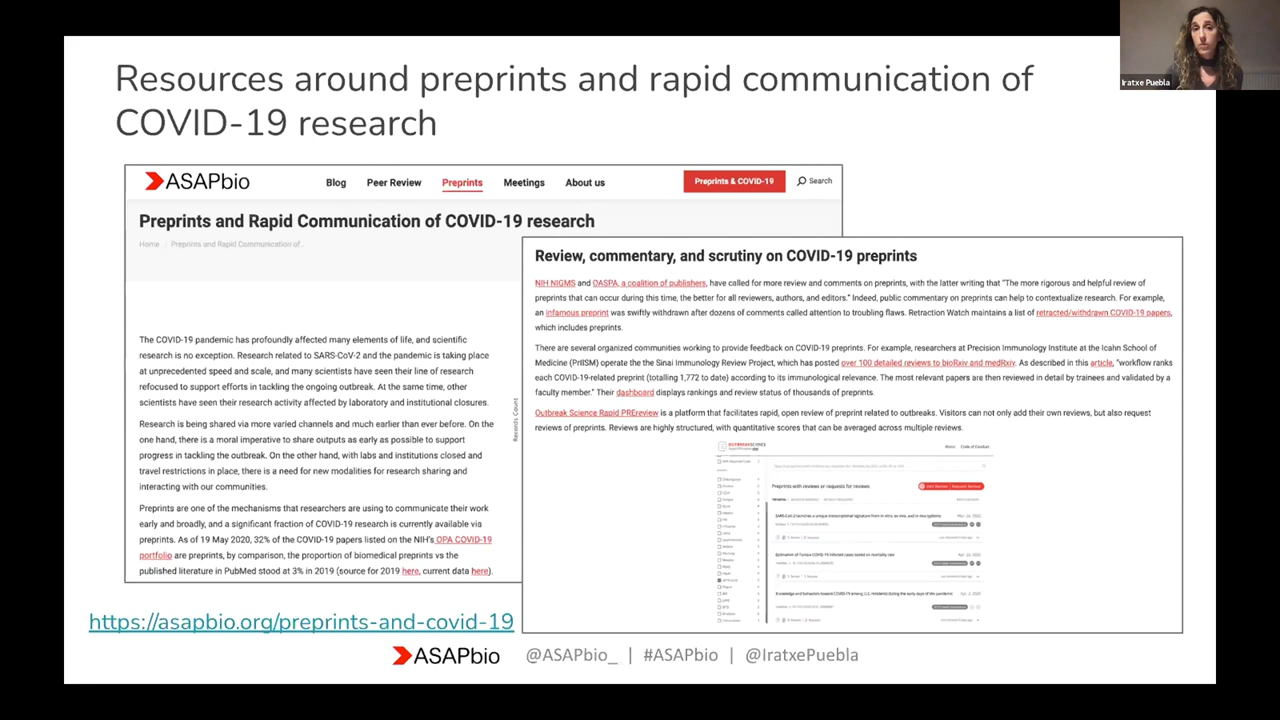 Resources around preprints and rapid communication of
COVID-19 research
Iratxe Puebla
ASAPbio
Blog
Peer Review
Preprints
Meetings
About us
Preprints & COVID-19
Search
Preprints and Rapid Communication of COVID-19 research
Home / Preprints and Rapid Communication of..
The COVID-19 pandemic has profoundly affected many elements of life, and scientific
research is no exception. Research related to SARS-CoV-2 and the pandemic is taking place
at unprecedented speed and scale, and many scientists have seen their line of research
refocused to support efforts in tackling the ongoing outbreak. At the same time, other
scientists have seen their research activity affected by laboratory and institutional closures.
Research is being shared via more varied channels and much earlier than ever before. On the
one hand, there is a moral imperative to share outputs as early as possible to support
progress in tackling the outbreak. On the other hand, with labs and institutions closed and
travel restrictions in place, there is a need for new modalities for research sharing and
interacting with our communities.
Preprints are one of the mechanisms that researchers are using to communicate their work
early and broadly, and a significant fraction of COVID-19 research is currently available via
preprints. As of 19 May 2020, 32% of the COVID-19 papers listed on the NIH's OPA COVID-19
portfolio are preprints, by comparison, the proportion of biomedical preprints vs the
published literature in PubMed stood at 3% in 2019 (source for 2019 here, current data here).
Records Count
Review, commentary, and scrutiny on COVID-19 preprints
NIH NIGMS and OASPA, a coalition of publishers, have called for more review and comments on preprints, with the latter writing that "The more rigorous and helpful review of
preprints that can occur during this time, the better for all reviewers, authors, and editors." Indeed, public commentary on preprints can help to contextualize research. For example,
an infamous preprint was swiftly withdrawn after dozens of comments called attention to troubling flaws. Retraction Watch maintains a list of retracted/withdrawn COVID-19 papers,
which includes preprints.
There are several organized communities working to provide feedback on COVID-19 preprints. For example, researchers at Precision Immunology Institute at the Icahn School of
Medicine (PrIISM) operate the the Sinai Immunology Review Project, which has posted over 100 detailed reviews to bioRxiv and medRxiv. As described in this article, "workflow ranks
each COVID-19-related preprint (totalling 1,772 to date) according to its immunological relevance. The most relevant papers are then reviewed in detail by trainees and validated by a
faculty member." Their dashboard displays rankings and review status of thousands of preprints.
Outbreak Science Rapid PREreview is a platform that facilitates rapid, open review of preprint related to outbreaks. Visitors can not only add their own reviews, but also request
reviews of preprints. Reviews are highly structured, with quantitative scores that can be averaged across multiple reviews.
OUTBREAKSCIENCE
About
Code of Conduct
Preprints with reviews or requests for reviews
Add Review | Request Review
https://asapbio.org/preprints-and-covid-19
ASAPbio
@ASAPbio_ | #ASAPbio | @IratxePuebla